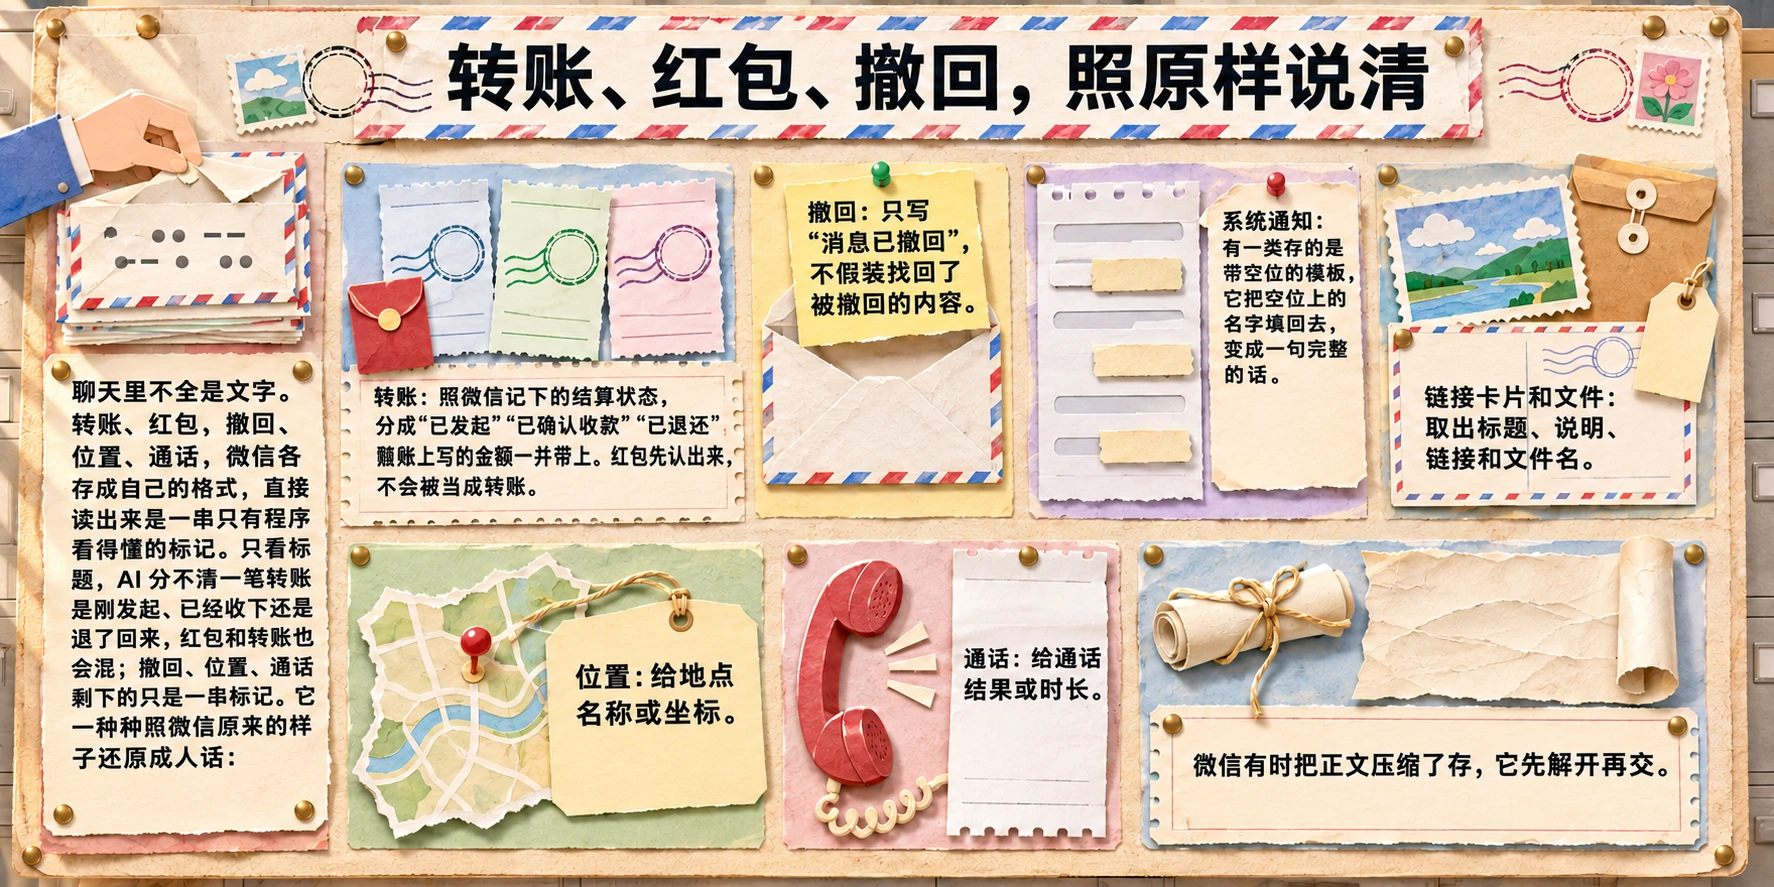 转账、红包、撤回，照原样说清
聊天里不全是文字。
转账、红包，撤回、
位置、通话，微信各
存成自己的格式，直接
读出来是一串只有程序
看得懂的标记。只看标
题，AI 分不清一笔转账
是刚发起、已经收下还是
退了回来，红包和转账也
会混；撤回、位置、通话
剩下的只是一串标记。它
一种种照微信原来的样
子还原成人话：
转账：照微信记下的结算状态，
分成“已发起”“已确认收款”“已退还”
账上写的金额一并带上。红包先认出来，
不会被当成转账。
撤回：只写
“消息已撤回”，
不假装找回了
被撤回的内容。
系统通知：
有一类存的是
带空位的模板，
它把空位上的
名字填回去，
变成一句完整
的话。
链接卡片和文件：
取出标题、说明、
链接和文件名。
位置：给地点
名称或坐标。
通话：给通话
结果或时长。
微信有时把正文压缩了存，它先解开再交。